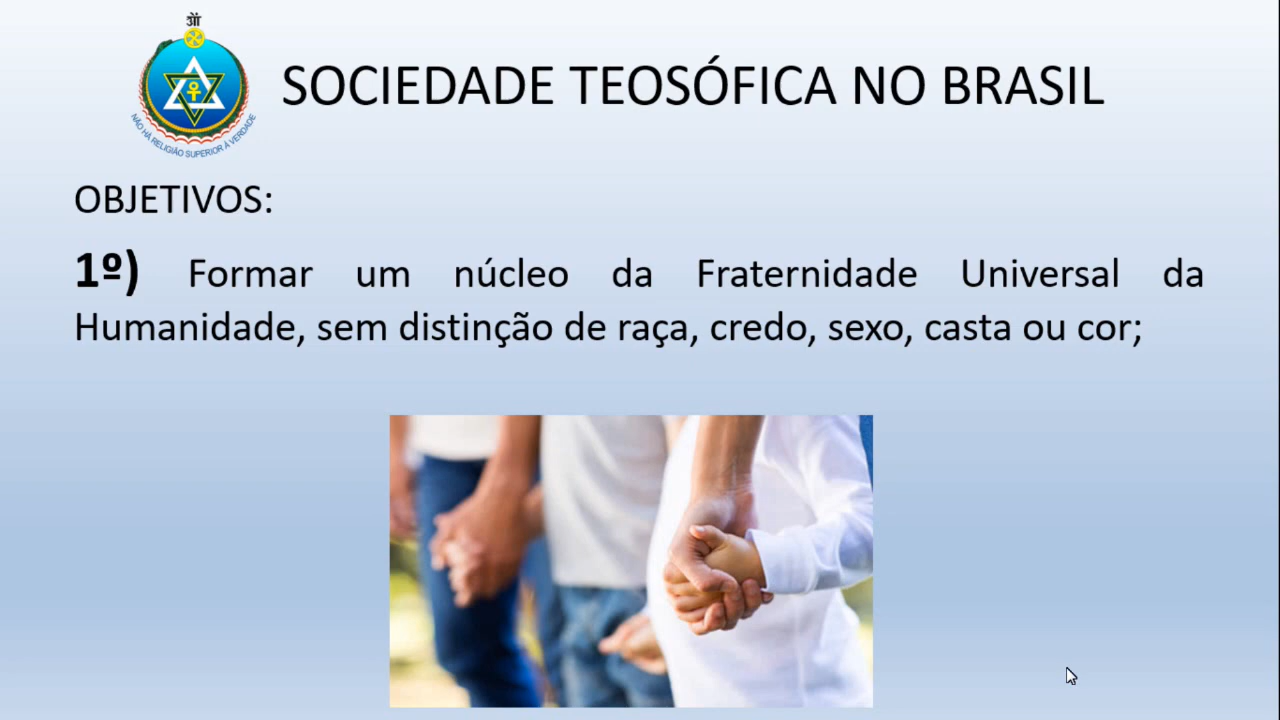 ॐ
SOCIEDADE TEOSÓFICA NO BRASIL
NÃO HÁ RELIGIÃO SUPERIOR À VERDADE
OBJETIVOS:
1º) Formar um núcleo da Fraternidade Universal da
Humanidade, sem distinção de raça, credo, sexo, casta ou cor;